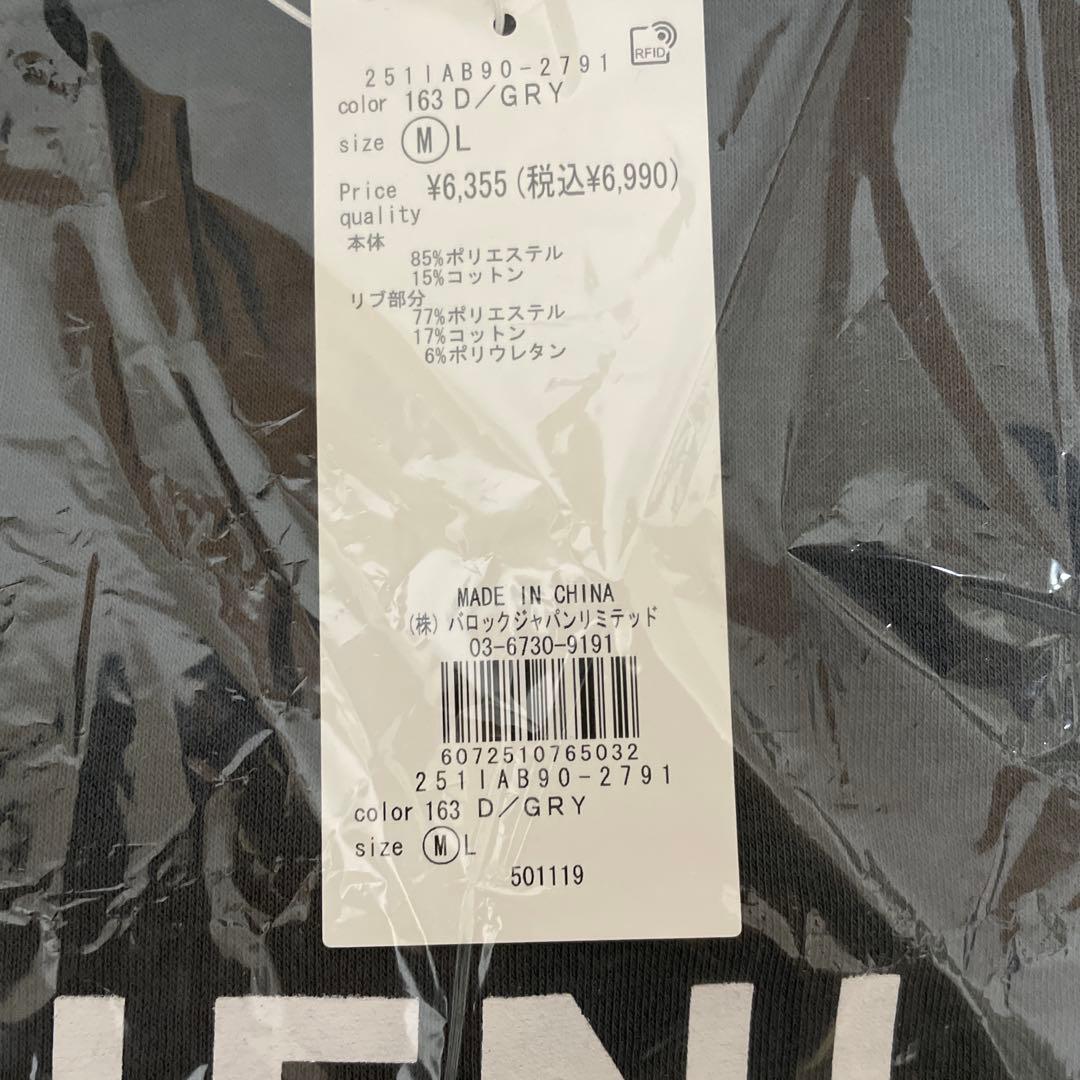 RFID
251IAB90-2791
color 163 D/GRY
size M L
Price ¥6,355(税込¥6,990)
quality
本体
85%ポリエステル
15%コットン
リブ部分
77%ポリエステル
17%コットン
6%ポリウレタン
MADE IN CHINA
(株)バロックジャパンリミテッド
03-6730-9191
6072510765032
251IAB90-2791
color 163 D/GRY
size M L
501119